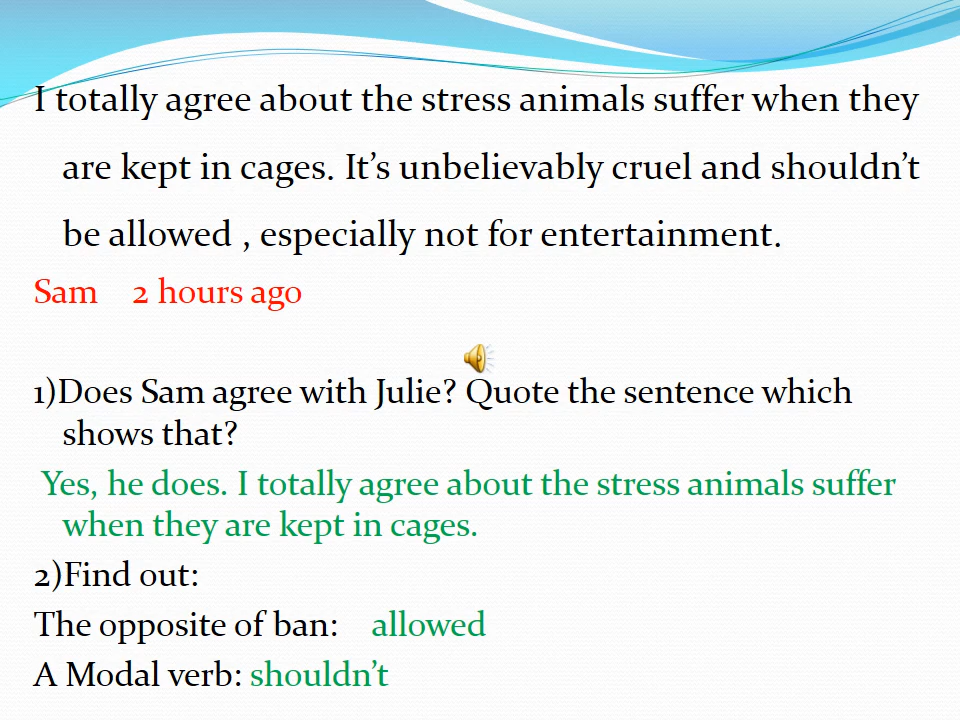 I totally agree about the stress animals suffer when they
are kept in cages. It’s unbelievably cruel and shouldn’t
be allowed , especially not for entertainment.
Sam 2 hours ago
1)Does Sam agree with Julie? Quote the sentence which
shows that?
Yes, he does. I totally agree about the stress animals suffer
when they are kept in cages.
2)Find out:
The opposite of ban: allowed
A Modal verb: shouldn’t